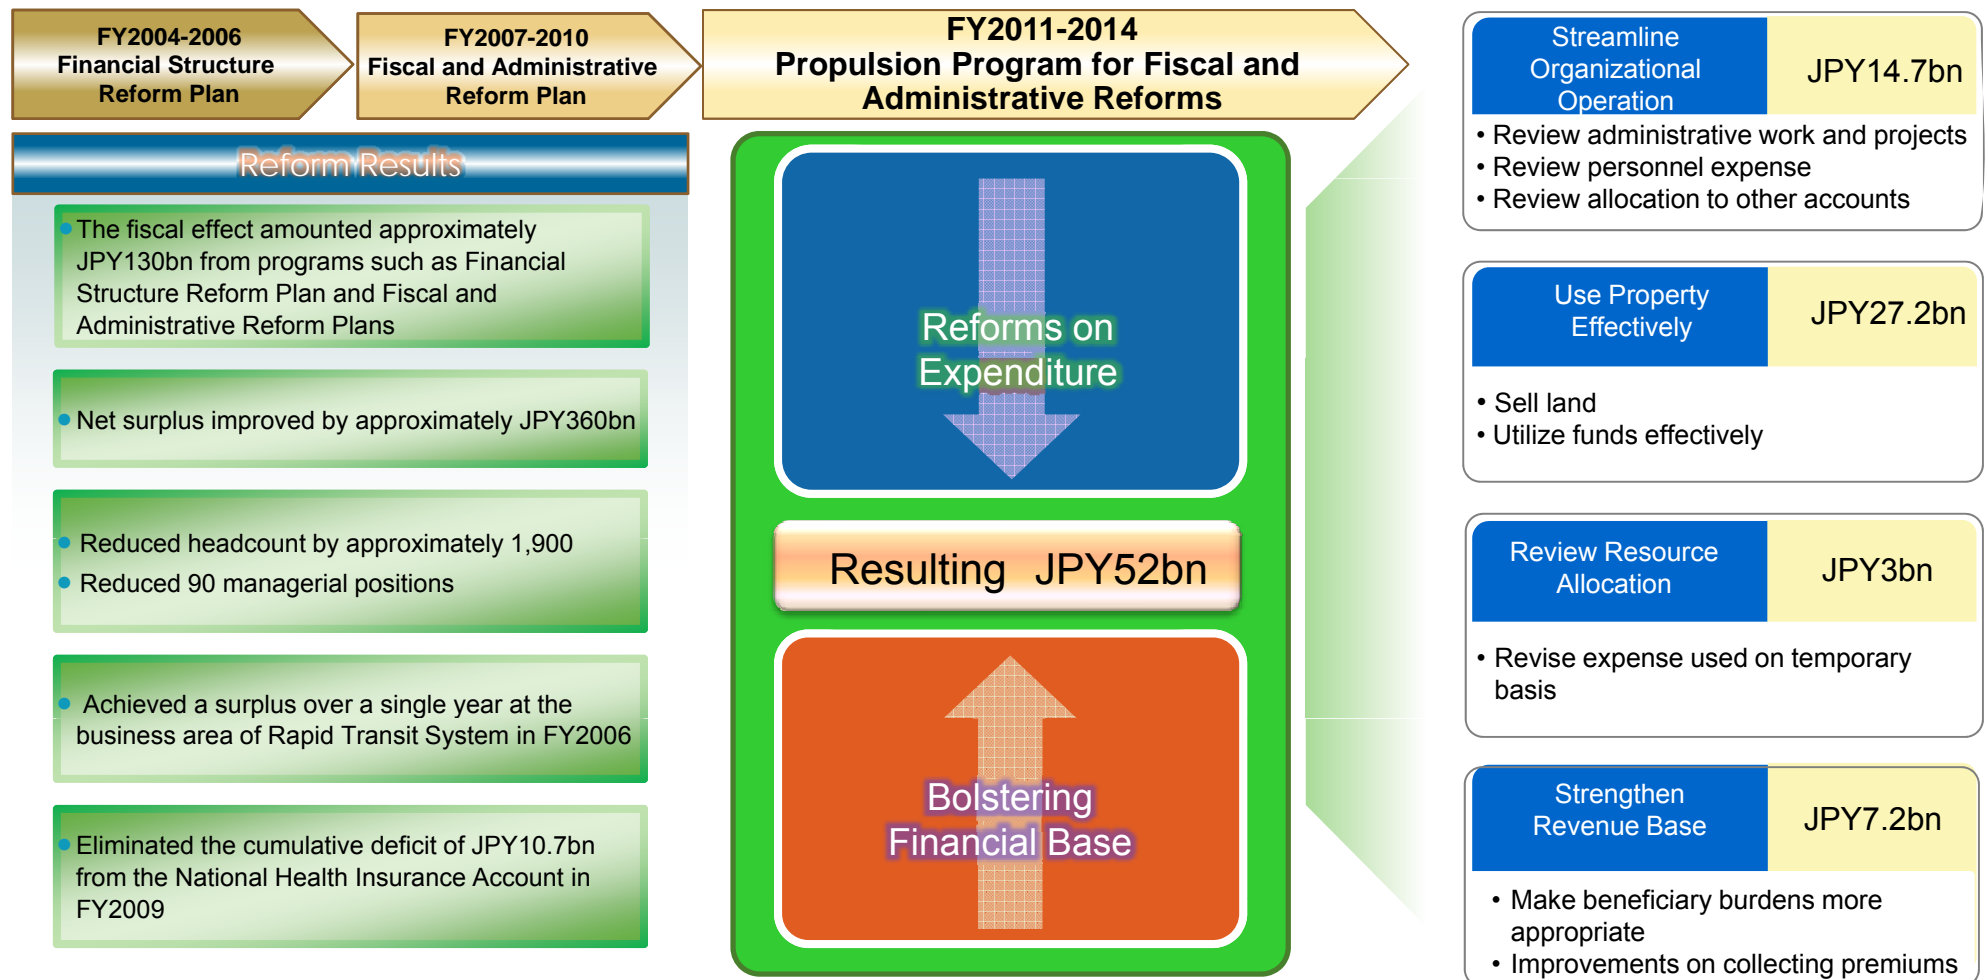 FY2004-2006
Financial Structure
Reform Plan
FY2007-2010
Fiscal and Administrative
Reform Plan
FY2011-2014
Propulsion Program for Fiscal and
Administrative Reforms
Reform Results
• The fiscal effect amounted approximately
JPY130bn from programs such as Financial
Structure Reform Plan and Fiscal and
Administrative Reform Plans
• Net surplus improved by approximately JPY360bn
• Reduced headcount by approximately 1,900
• Reduced 90 managerial positions
• Achieved a surplus over a single year at the
business area of Rapid Transit System in FY2006
• Eliminated the cumulative deficit of JPY10.7bn
from the National Health Insurance Account in
FY2009
Reforms on
Expenditure
Resulting JPY52bn
Bolstering
Financial Base
Streamline
Organizational
Operation
JPY14.7bn
• Review administrative work and projects
• Review personnel expense
• Review allocation to other accounts
Use Property
Effectively
JPY27.2bn
• Sell land
• Utilize funds effectively
Review Resource
Allocation
JPY3bn
• Revise expense used on temporary
basis
Strengthen
Revenue Base
JPY7.2bn
• Make beneficiary burdens more
appropriate
• Improvements on collecting premiums